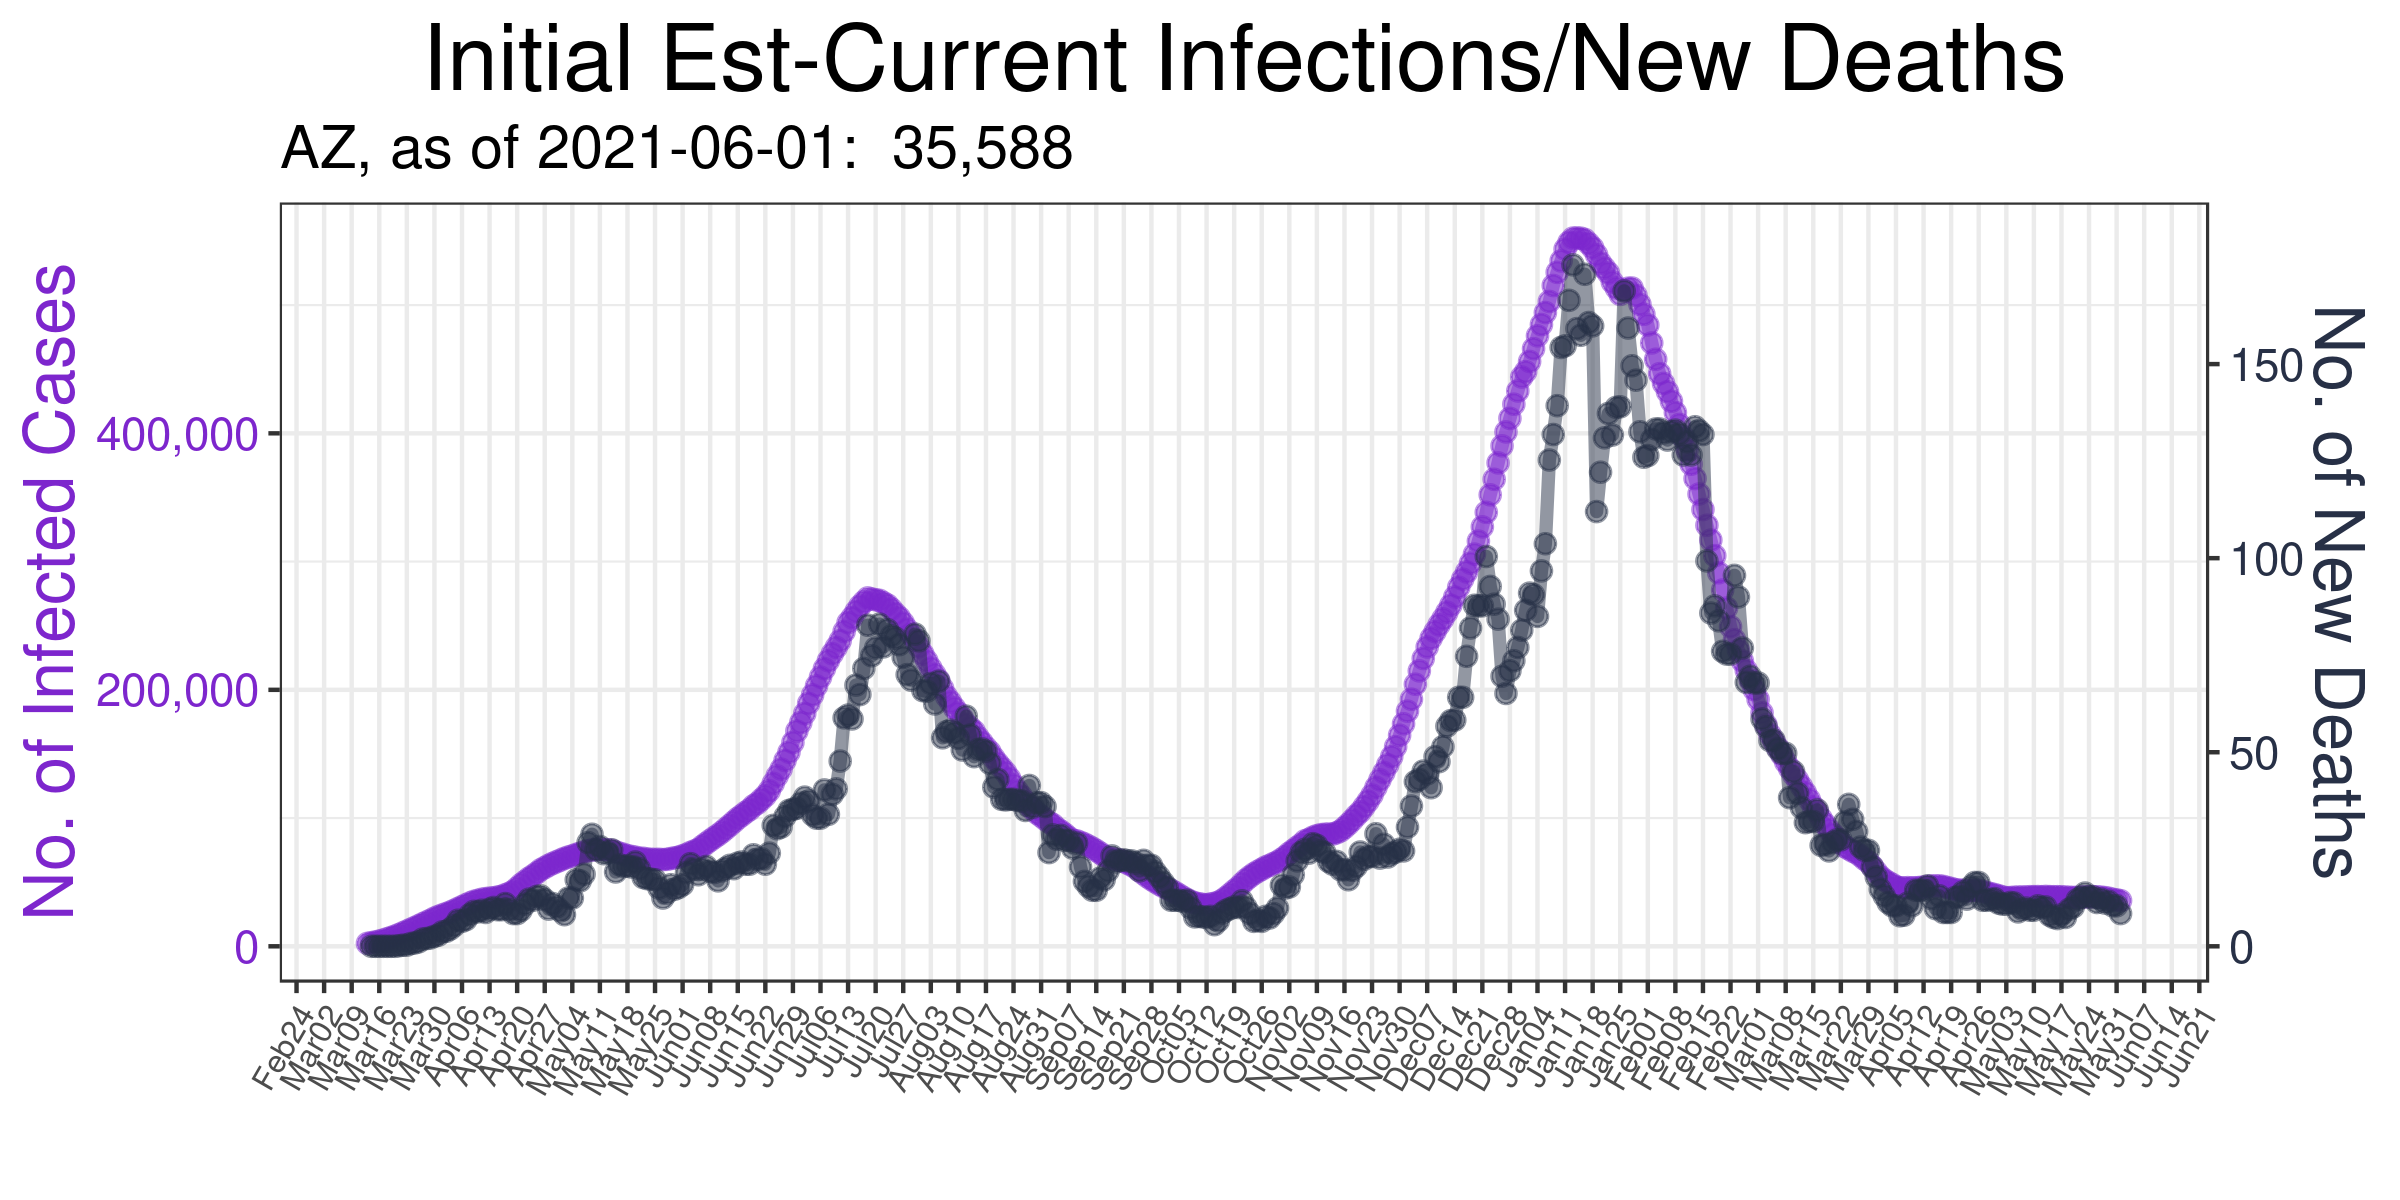 Initial Est-Current Infections/New Deaths
AZ, as of 2021-06-01:  35,588
No. of Infected Cases
400,000
200,000
0
150
100
50
0
No. of New Deaths
Feb24
Mar02
Mar09
Mar16
Mar23
Mar30
Apr06
Apr13
Apr20
Apr27
May04
May11
May18
May25
Jun01
Jun08
Jun15
Jun22
Jun29
Jul06
Jul13
Jul20
Jul27
Aug03
Aug10
Aug17
Aug24
Aug31
Sep07
Sep14
Sep21
Sep28
Oct05
Oct12
Oct19
Oct26
Nov02
Nov09
Nov16
Nov23
Nov30
Dec07
Dec14
Dec21
Dec28
Jan04
Jan11
Jan18
Jan25
Feb01
Feb08
Feb15
Feb22
Mar01
Mar08
Mar15
Mar22
Mar29
Apr05
Apr12
Apr19
Apr26
May03
May10
May17
May24
May31
Jun07
Jun14
Jun21